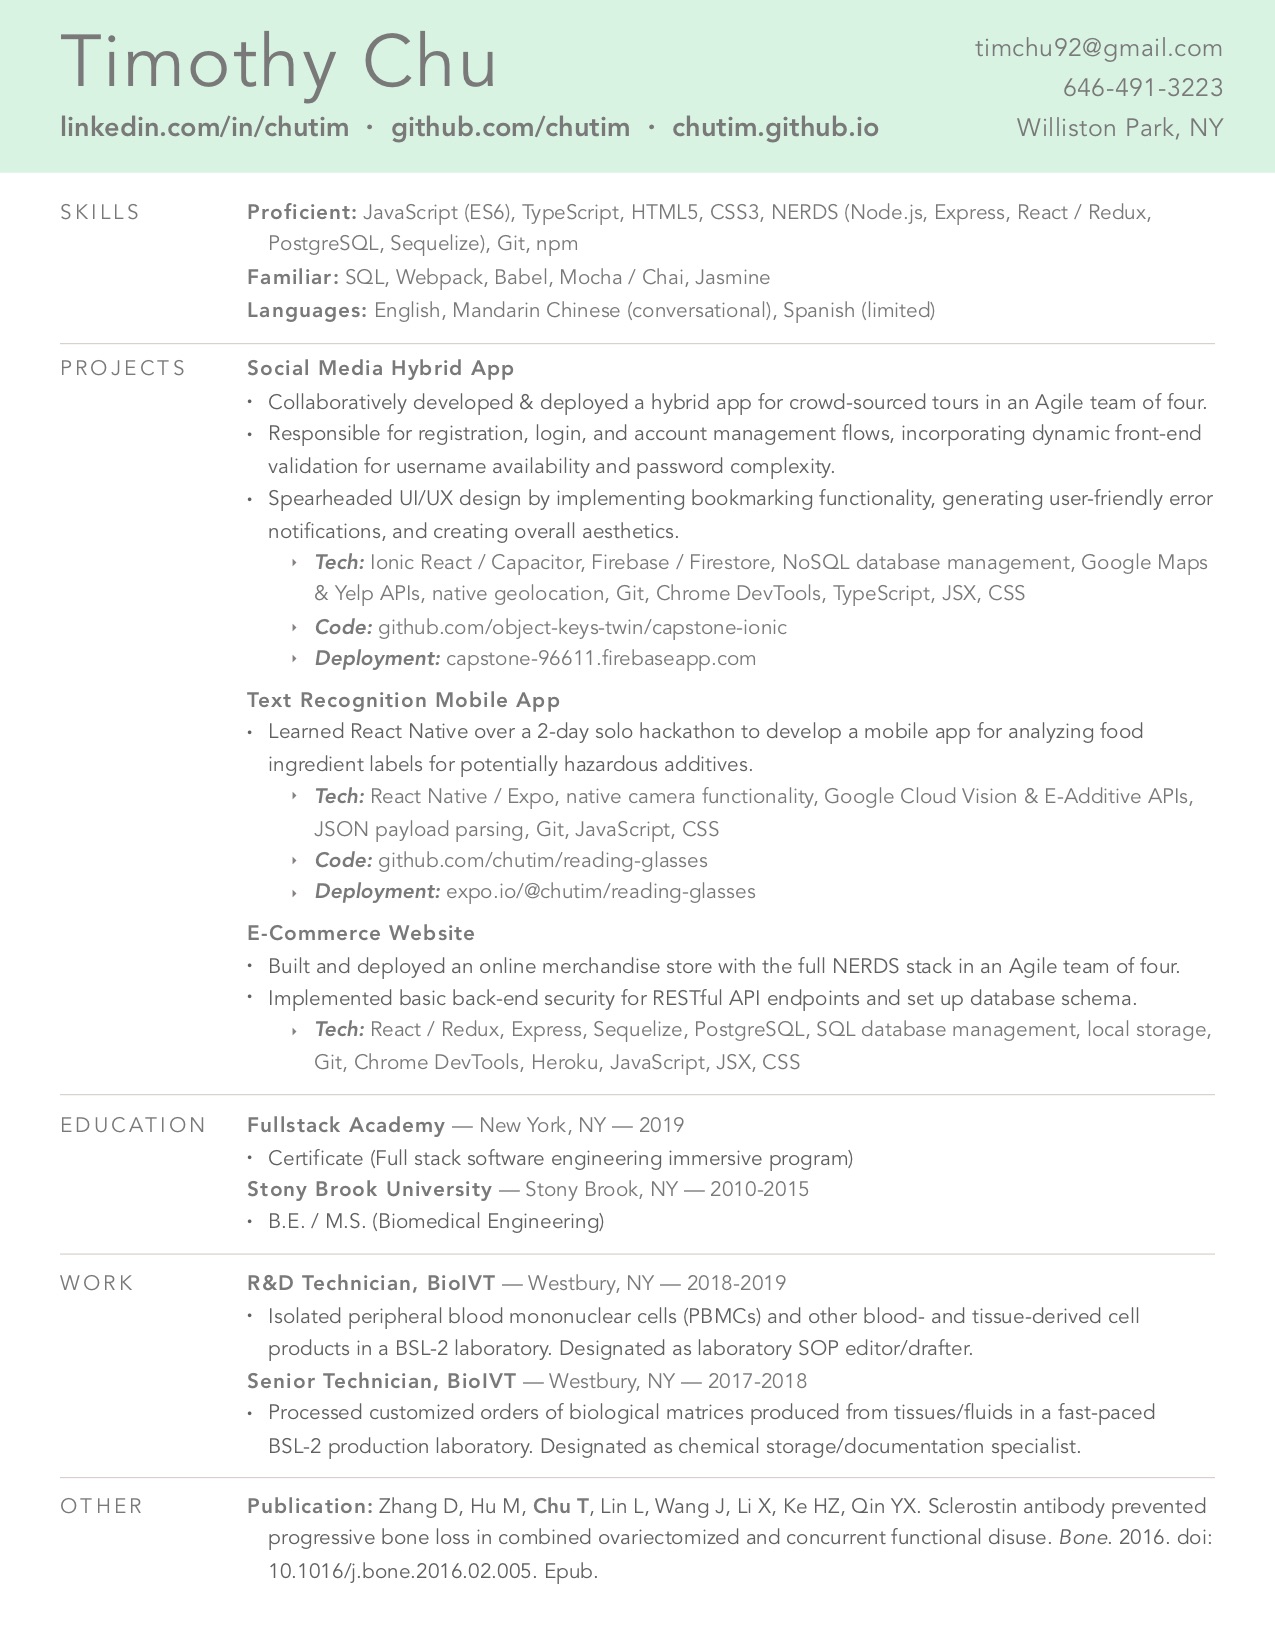 Timothy Chu
timchu92@gmail.com
646-491-3223
linkedin.com/in/chutim · github.com/chutim · chutim.github.io
Williston Park, NY
SKILLS
Proficient: JavaScript (ES6), TypeScript, HTML5, CSS3, NERDS (Node.js, Express, React / Redux,
PostgreSQL, Sequelize), Git, npm
Familiar: SQL, Webpack, Babel, Mocha / Chai, Jasmine
Languages: English, Mandarin Chinese (conversational), Spanish (limited)
PROJECTS
Social Media Hybrid App
· Collaboratively developed & deployed a hybrid app for crowd-sourced tours in an Agile team of four.
· Responsible for registration, login, and account management flows, incorporating dynamic front-end
validation for username availability and password complexity.
· Spearheaded UI/UX design by implementing bookmarking functionality, generating user-friendly error
notifications, and creating overall aesthetics.
‣ Tech: Ionic React / Capacitor, Firebase / Firestore, NoSQL database management, Google Maps
& Yelp APIs, native geolocation, Git, Chrome DevTools, TypeScript, JSX, CSS
‣ Code: github.com/object-keys-twin/capstone-ionic
‣ Deployment: capstone-96611.firebaseapp.com
Text Recognition Mobile App
· Learned React Native over a 2-day solo hackathon to develop a mobile app for analyzing food
ingredient labels for potentially hazardous additives.
‣ Tech: React Native / Expo, native camera functionality, Google Cloud Vision & E-Additive APIs,
JSON payload parsing, Git, JavaScript, CSS
‣ Code: github.com/chutim/reading-glasses
‣ Deployment: expo.io/@chutim/reading-glasses
E-Commerce Website
· Built and deployed an online merchandise store with the full NERDS stack in an Agile team of four.
· Implemented basic back-end security for RESTful API endpoints and set up database schema.
‣ Tech: React / Redux, Express, Sequelize, PostgreSQL, SQL database management, local storage,
Git, Chrome DevTools, Heroku, JavaScript, JSX, CSS
EDUCATION
Fullstack Academy — New York, NY — 2019
· Certificate (Full stack software engineering immersive program)
Stony Brook University — Stony Brook, NY — 2010-2015
· B.E. / M.S. (Biomedical Engineering)
WORK
R&D Technician, BioIVT — Westbury, NY — 2018-2019
· Isolated peripheral blood mononuclear cells (PBMCs) and other blood- and tissue-derived cell
products in a BSL-2 laboratory. Designated as laboratory SOP editor/drafter.
Senior Technician, BioIVT — Westbury, NY — 2017-2018
· Processed customized orders of biological matrices produced from tissues/fluids in a fast-paced
BSL-2 production laboratory. Designated as chemical storage/documentation specialist.
OTHER
Publication: Zhang D, Hu M, Chu T, Lin L, Wang J, Li X, Ke HZ, Qin YX. Sclerostin antibody prevented
progressive bone loss in combined ovariectomized and concurrent functional disuse. Bone. 2016. doi:
10.1016/j.bone.2016.02.005. Epub.